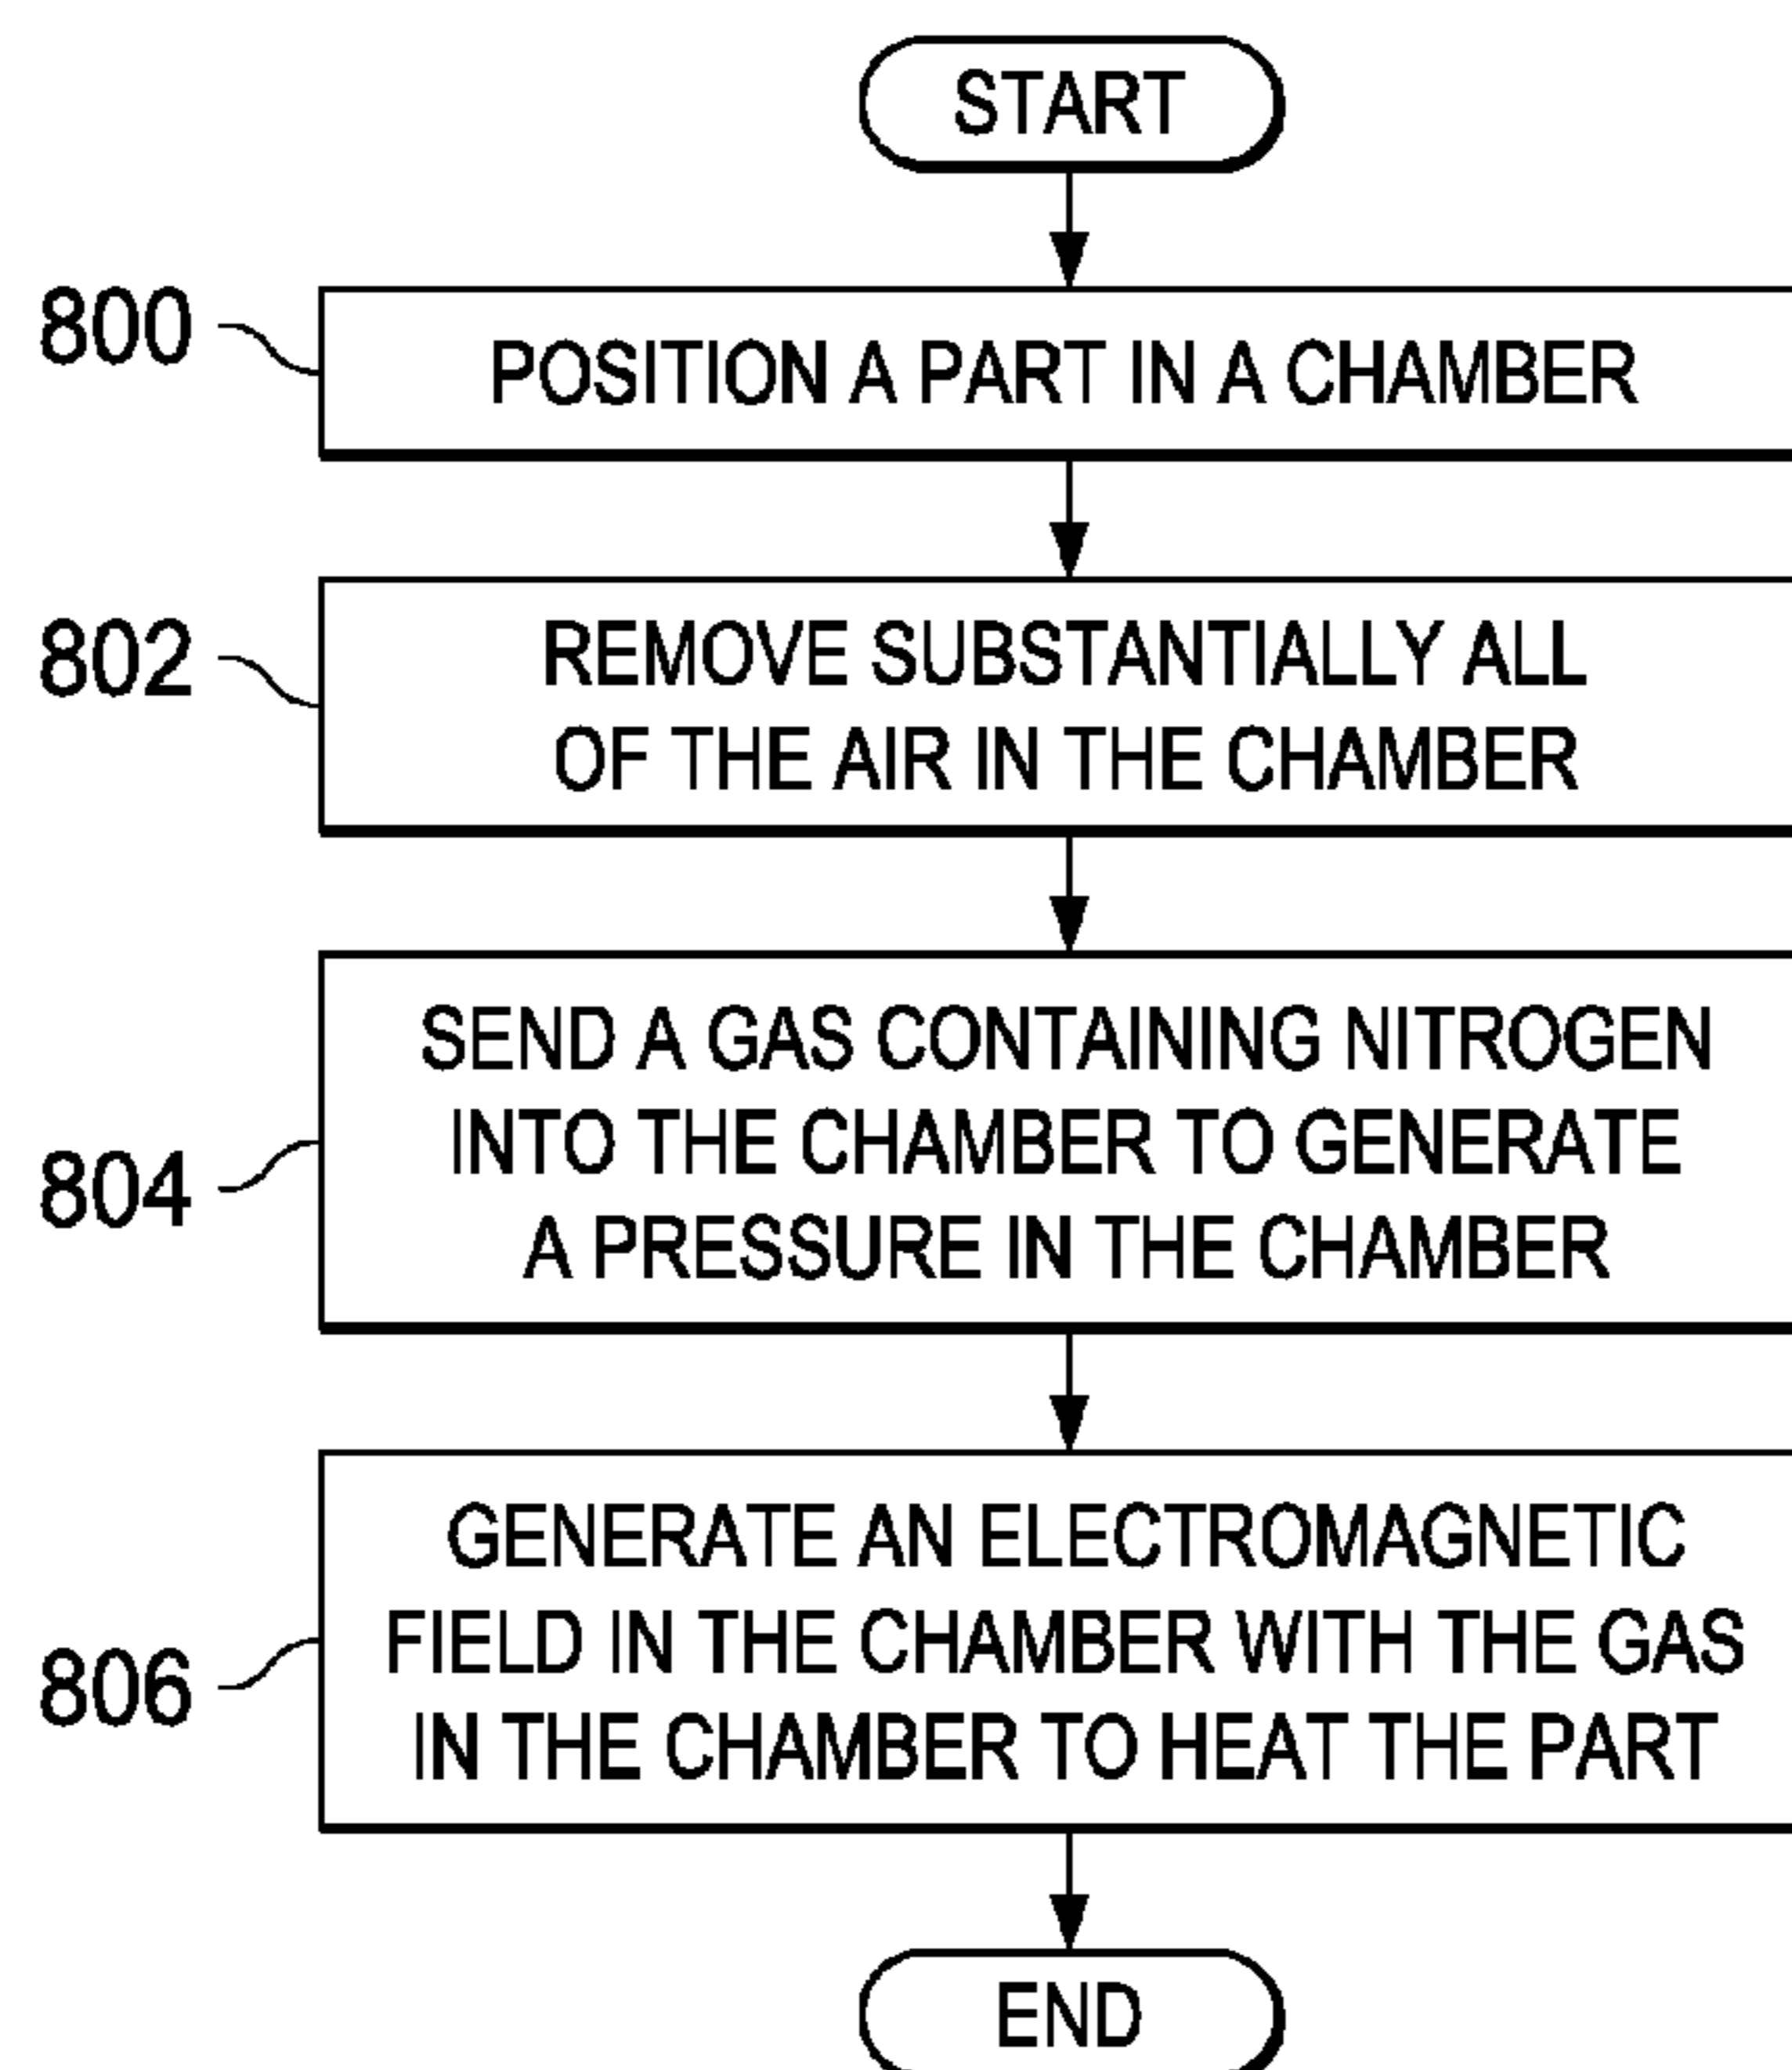 START
800
POSITION A PART IN A CHAMBER
802
REMOVE SUBSTANTIALLY ALL
OF THE AIR IN THE CHAMBER
804
SEND A GAS CONTAINING NITROGEN
INTO THE CHAMBER TO GENERATE
A PRESSURE IN THE CHAMBER
806
GENERATE AN ELECTROMAGNETIC
FIELD IN THE CHAMBER WITH THE GAS
IN THE CHAMBER TO HEAT THE PART
END